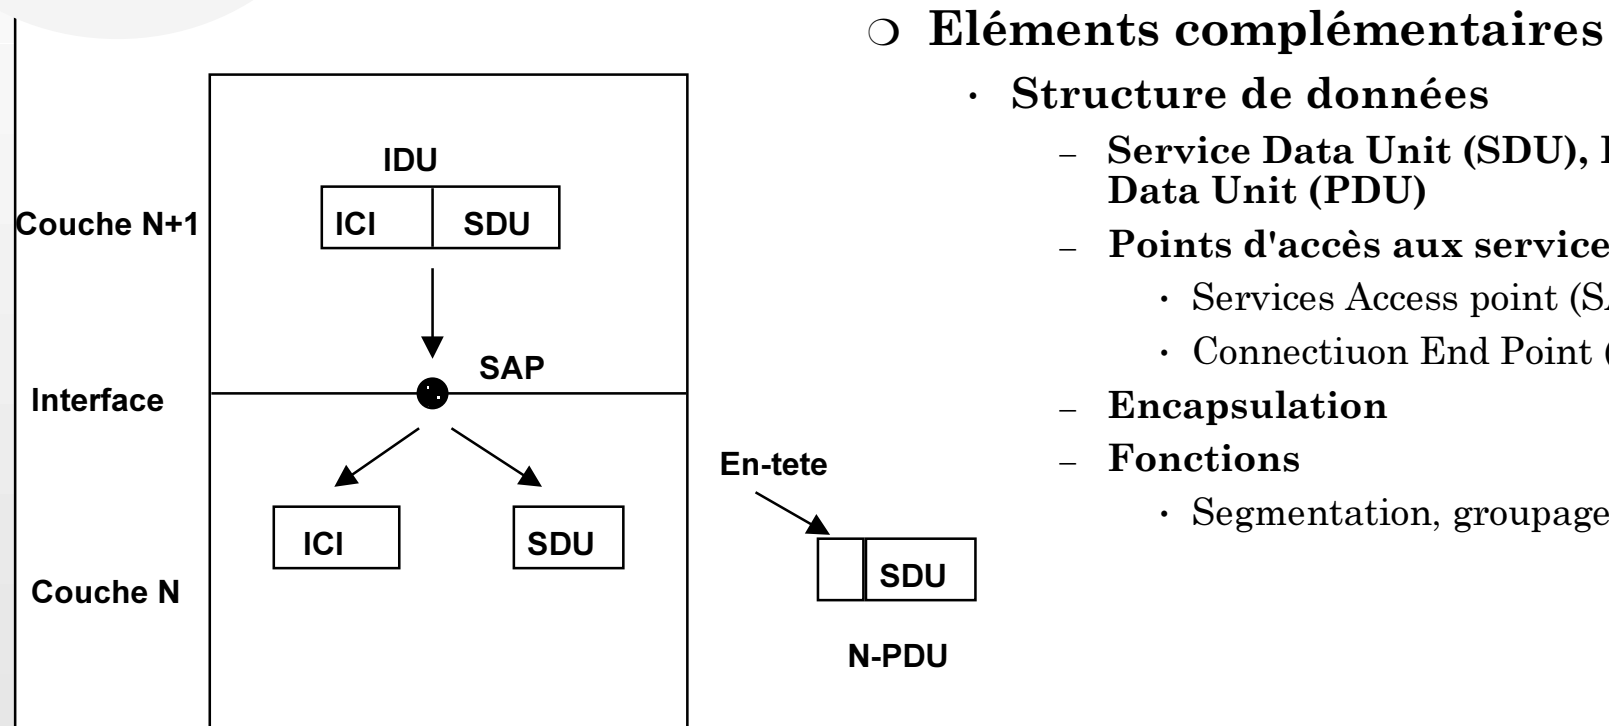 IDU
Couche N+1
ICI
SDU
SAP
Interface
En-tete
ICI
SDU
SDU
Couche N
N-PDU
❍ Eléments complémentaires
· Structure de données
– Service Data Unit (SDU),
Data Unit (PDU)
– Points d'accès aux service
· Services Access point
· Connectiuon End Point
– Encapsulation
– Fonctions
· Segmentation, groupage